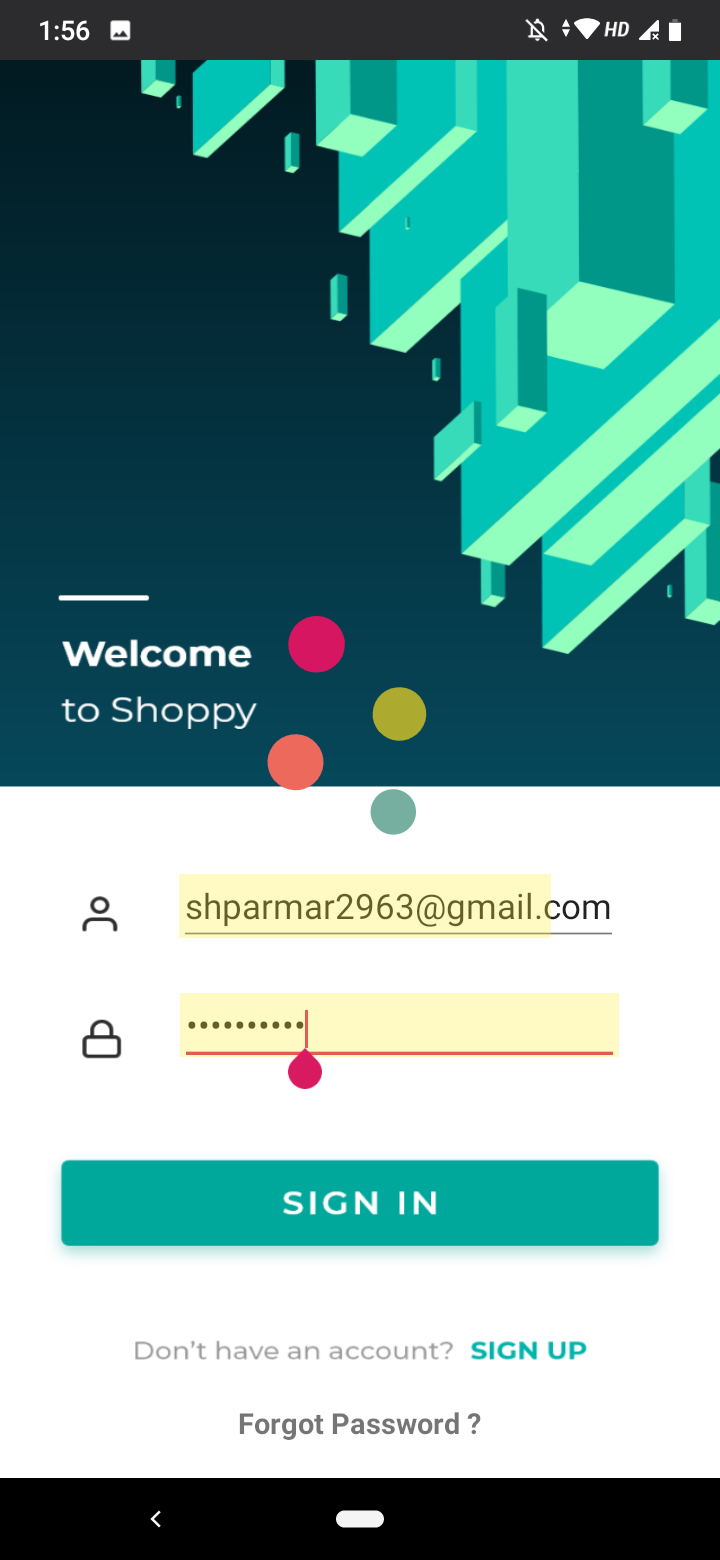 1:56 HD
Welcome
to Shoppy
shparmar2963@gmail.com
••••••••••
SIGN IN
Don't have an account? SIGN UP
Forgot Password ?